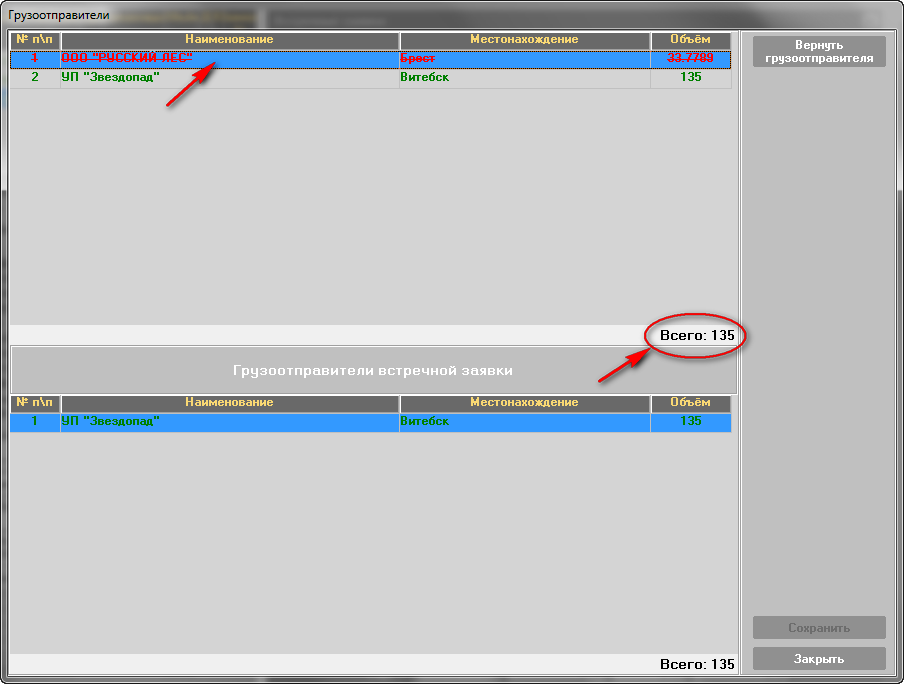 Грузоотправители
№ п\п Наименование Местонахождение Объём
1 ООО "РУССКИЙ ЛЕС" Брест 33.7789
2 УП "Звездопад" Витебск 135
Вернуть
грузоотправителя
Всего: 135
Грузоотправители встречной заявки
№ п\п Наименование Местонахождение Объём
1 УП "Звездопад" Витебск 135
Всего: 135
Сохранить
Закрыть